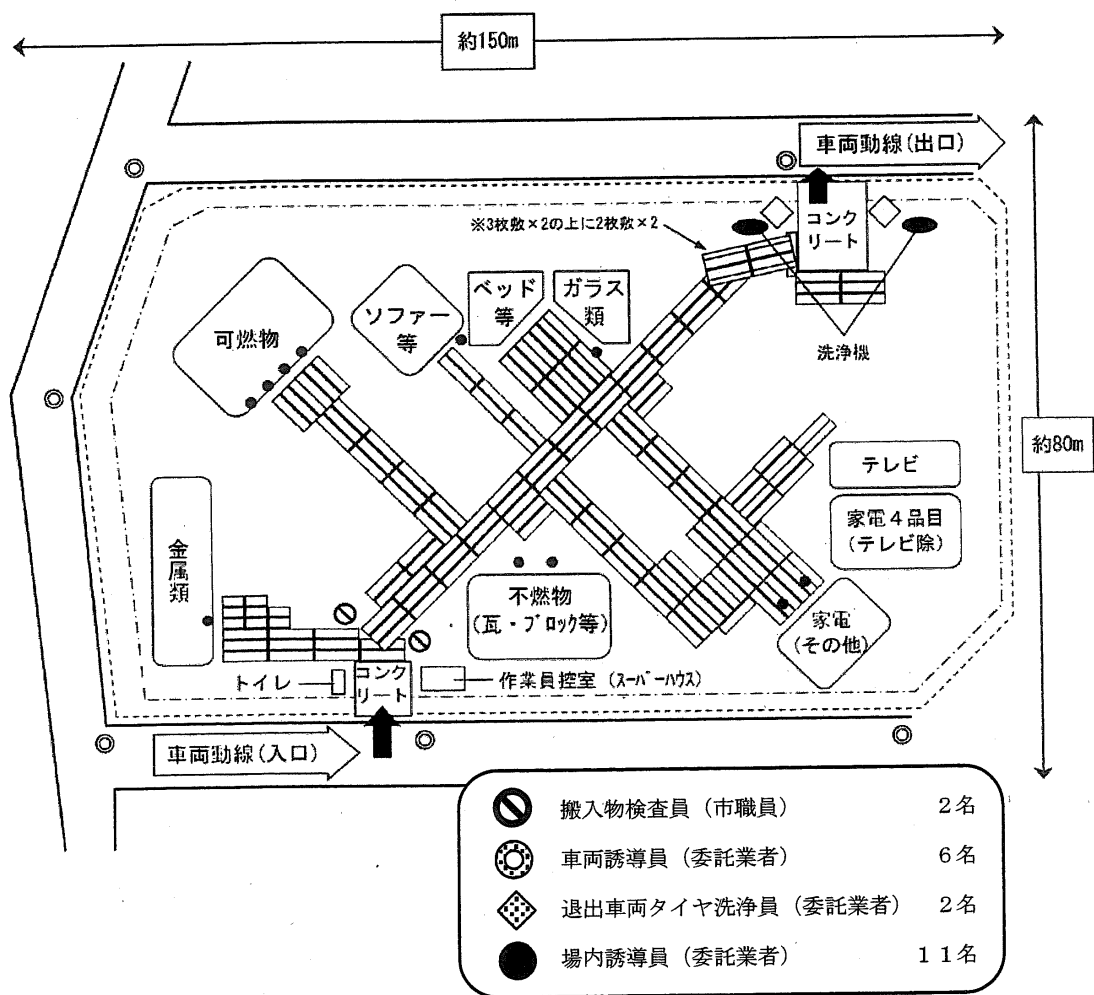 約150m
車両動線(出口)
※3枚敷×2の上に2枚敷×2
コンク
リート
ベッド
等
ガラス
類
ソファー
等
可燃物
洗浄機
約80m
テレビ
家電４品目
(テレビ除)
金属類
不燃物
(瓦・ブロック等)
家電
(その他)
トイレ
コンク
リート
作業員控室 (スーパーハウス)
車両動線(入口)
搬入物検査員 (市職員) 2名
車両誘導員 (委託業者) 6名
退出車両タイヤ洗浄員 (委託業者) 2名
場内誘導員 (委託業者) 11名